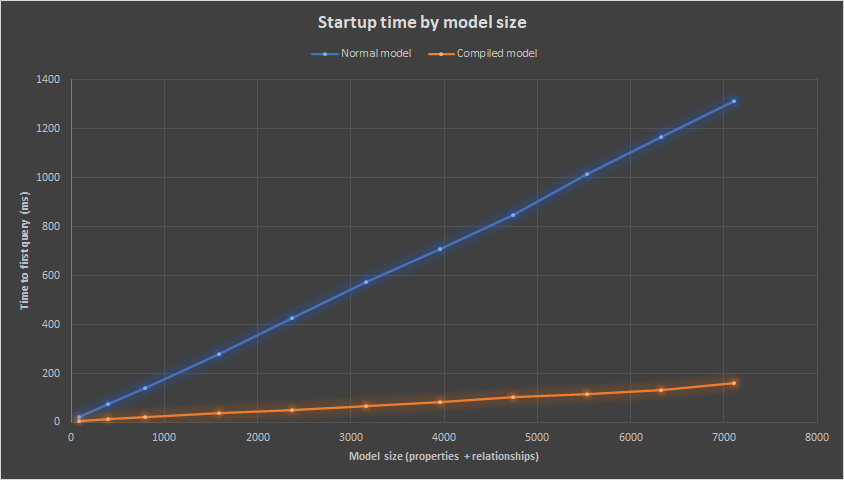 Startup time by model size
Normal model Compiled model
1400
1200
1000
800
600
400
200
0
Time to first query (ms)
0 1000 2000 3000 4000 5000 6000 7000 8000
Model size (properties + relationships)